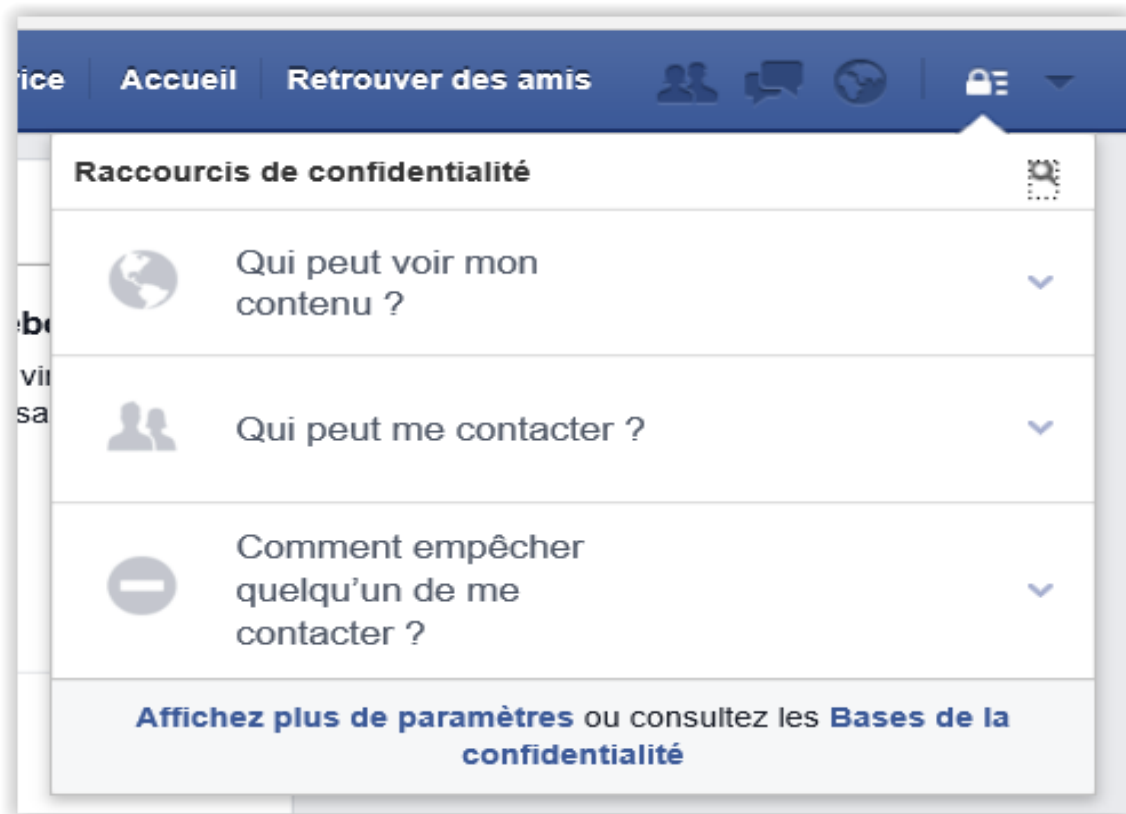 Accueil Retrouver des amis
Raccourcis de confidentialité
Qui peut voir mon
contenu ?
Qui peut me contacter ?
Comment empêcher
quelqu'un de me
contacter ?
Affichez plus de paramètres ou consultez les Bases de la
confidentialité